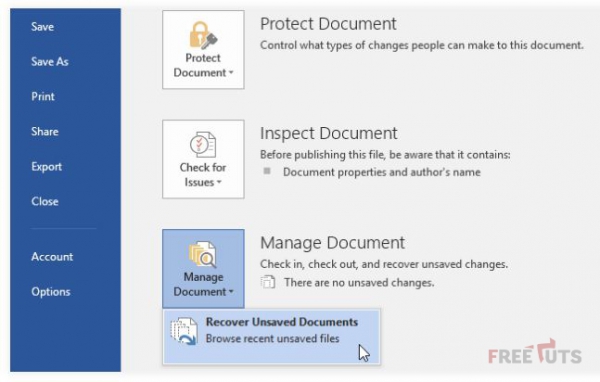 Save
Save As
Print
Share
Export
Close
Account
Options
Protect
Document
Protect Document
Control what types of changes people can make to this document.
Check for
Issues
Inspect Document
Before publishing this file, be aware that it contains:
Document properties and author's name
Manage
Document
Manage Document
Check in, check out, and recover unsaved changes.
There are no unsaved changes.
Recover Unsaved Documents
Browse recent unsaved files
FREETUTS